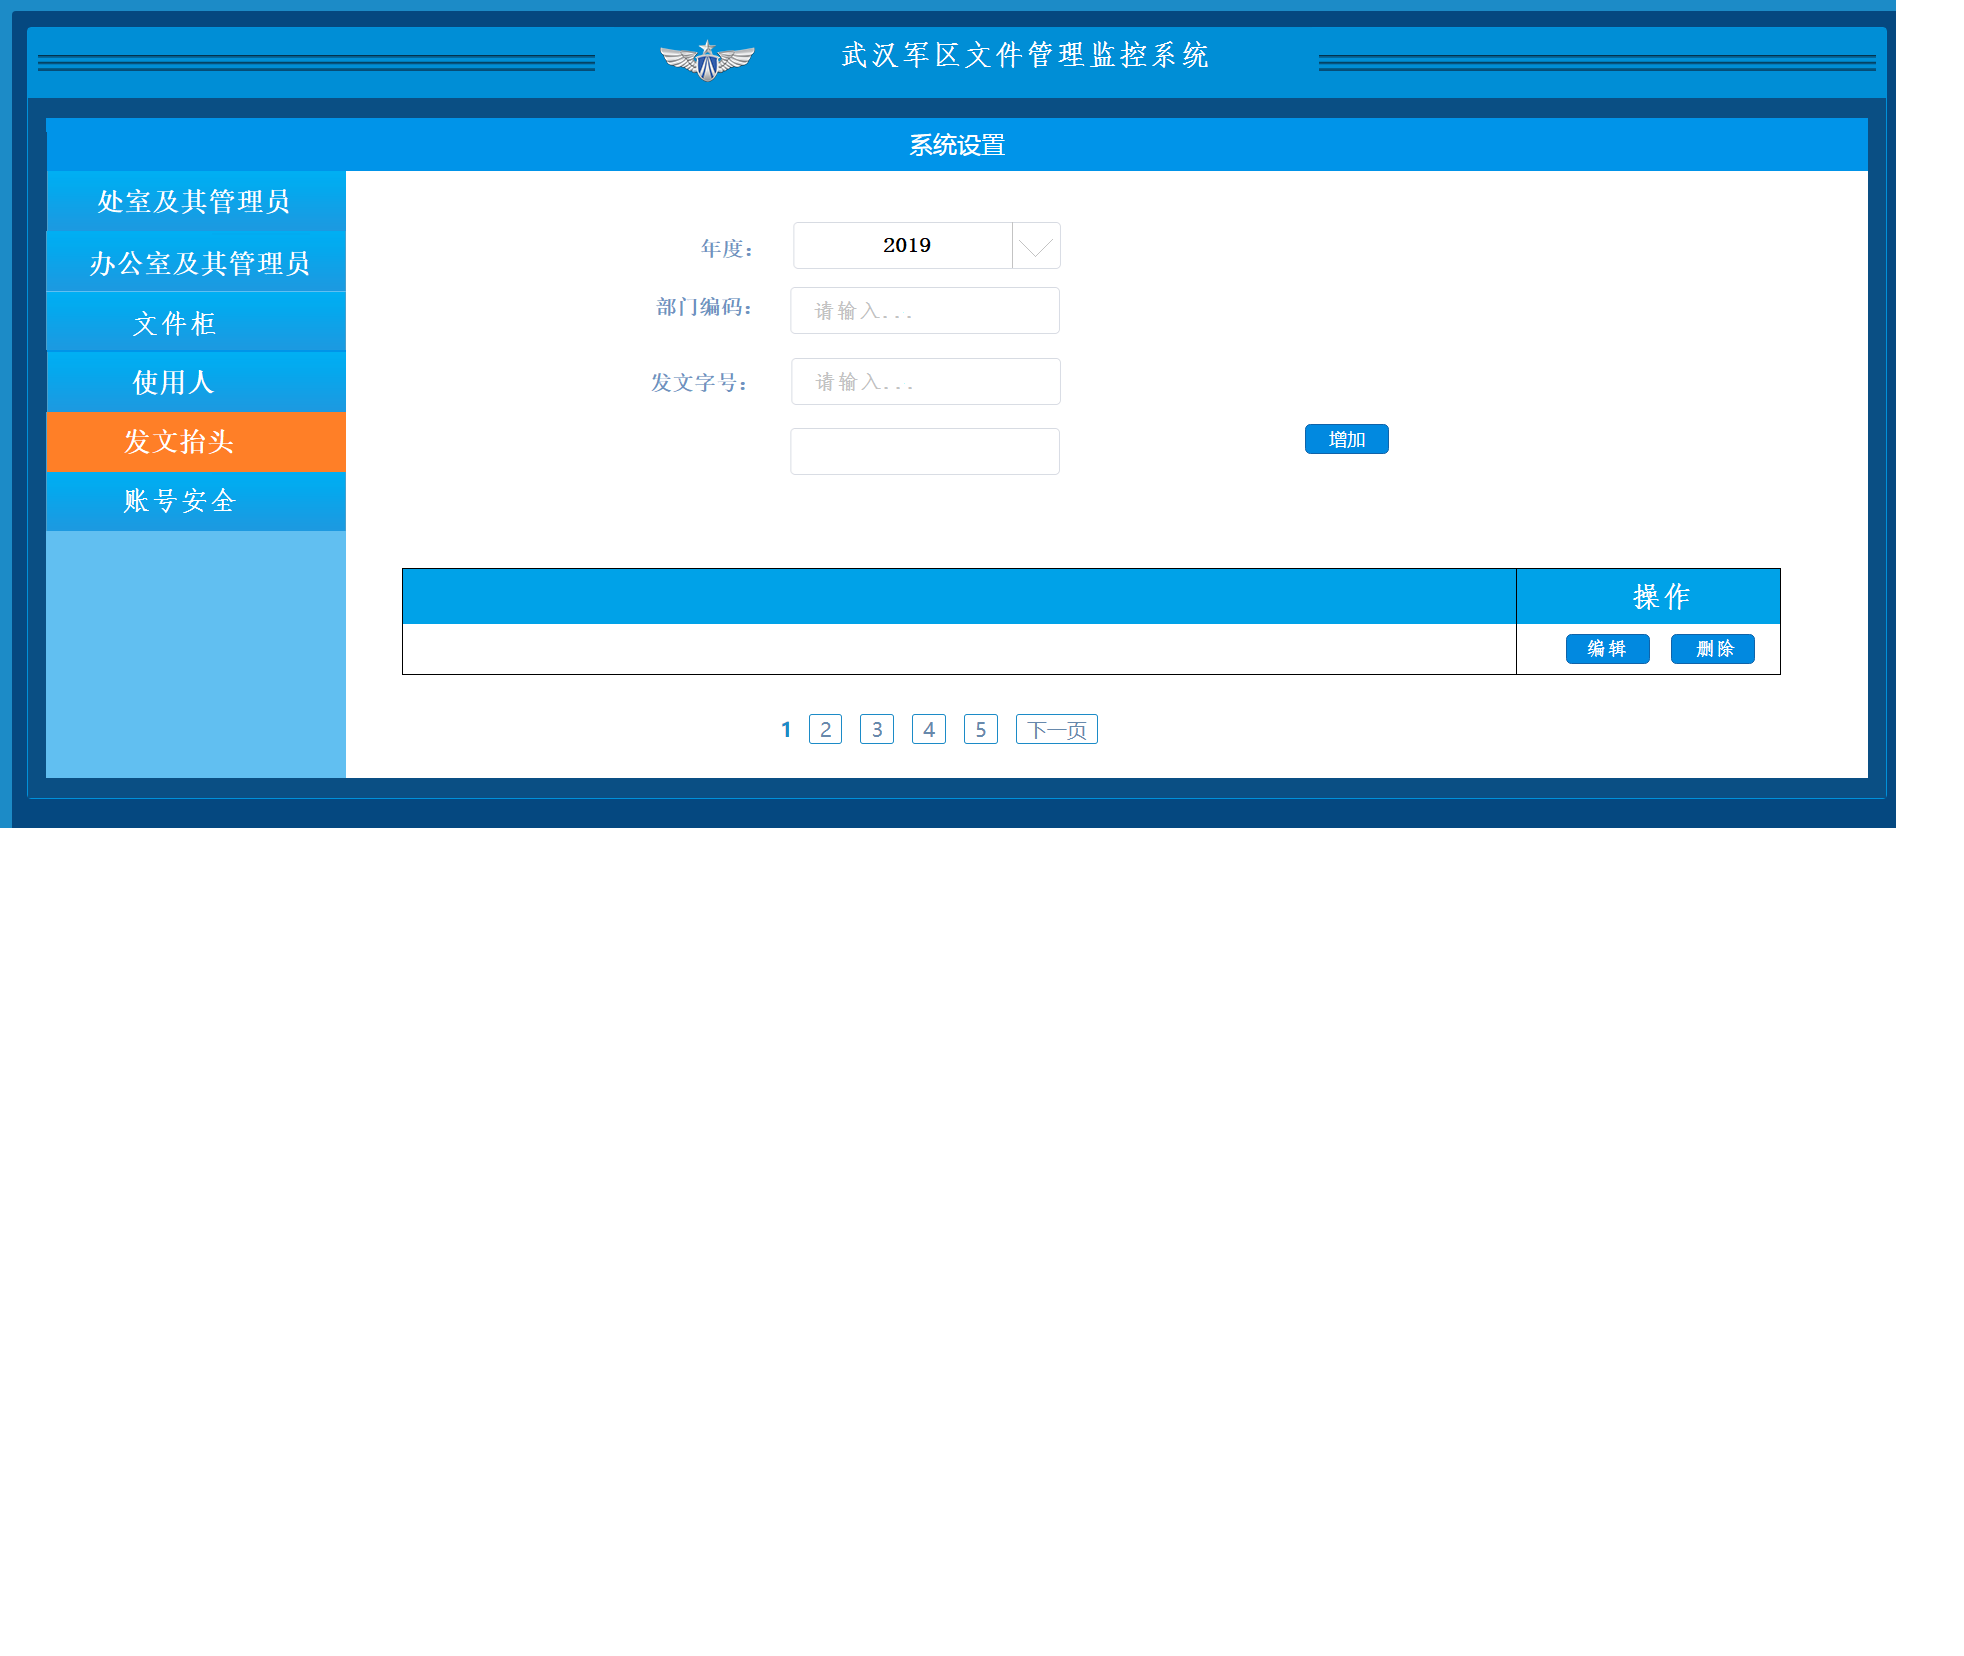 武汉军区文件管理监控系统
系统设置
处室及其管理员
办公室及其管理员
文件柜
使用人
发文抬头
账号安全
年度： 2019
部门编码： 请输入...
发文字号： 请输入...
增加
操作
编辑 删除
1 2 3 4 5 下一页